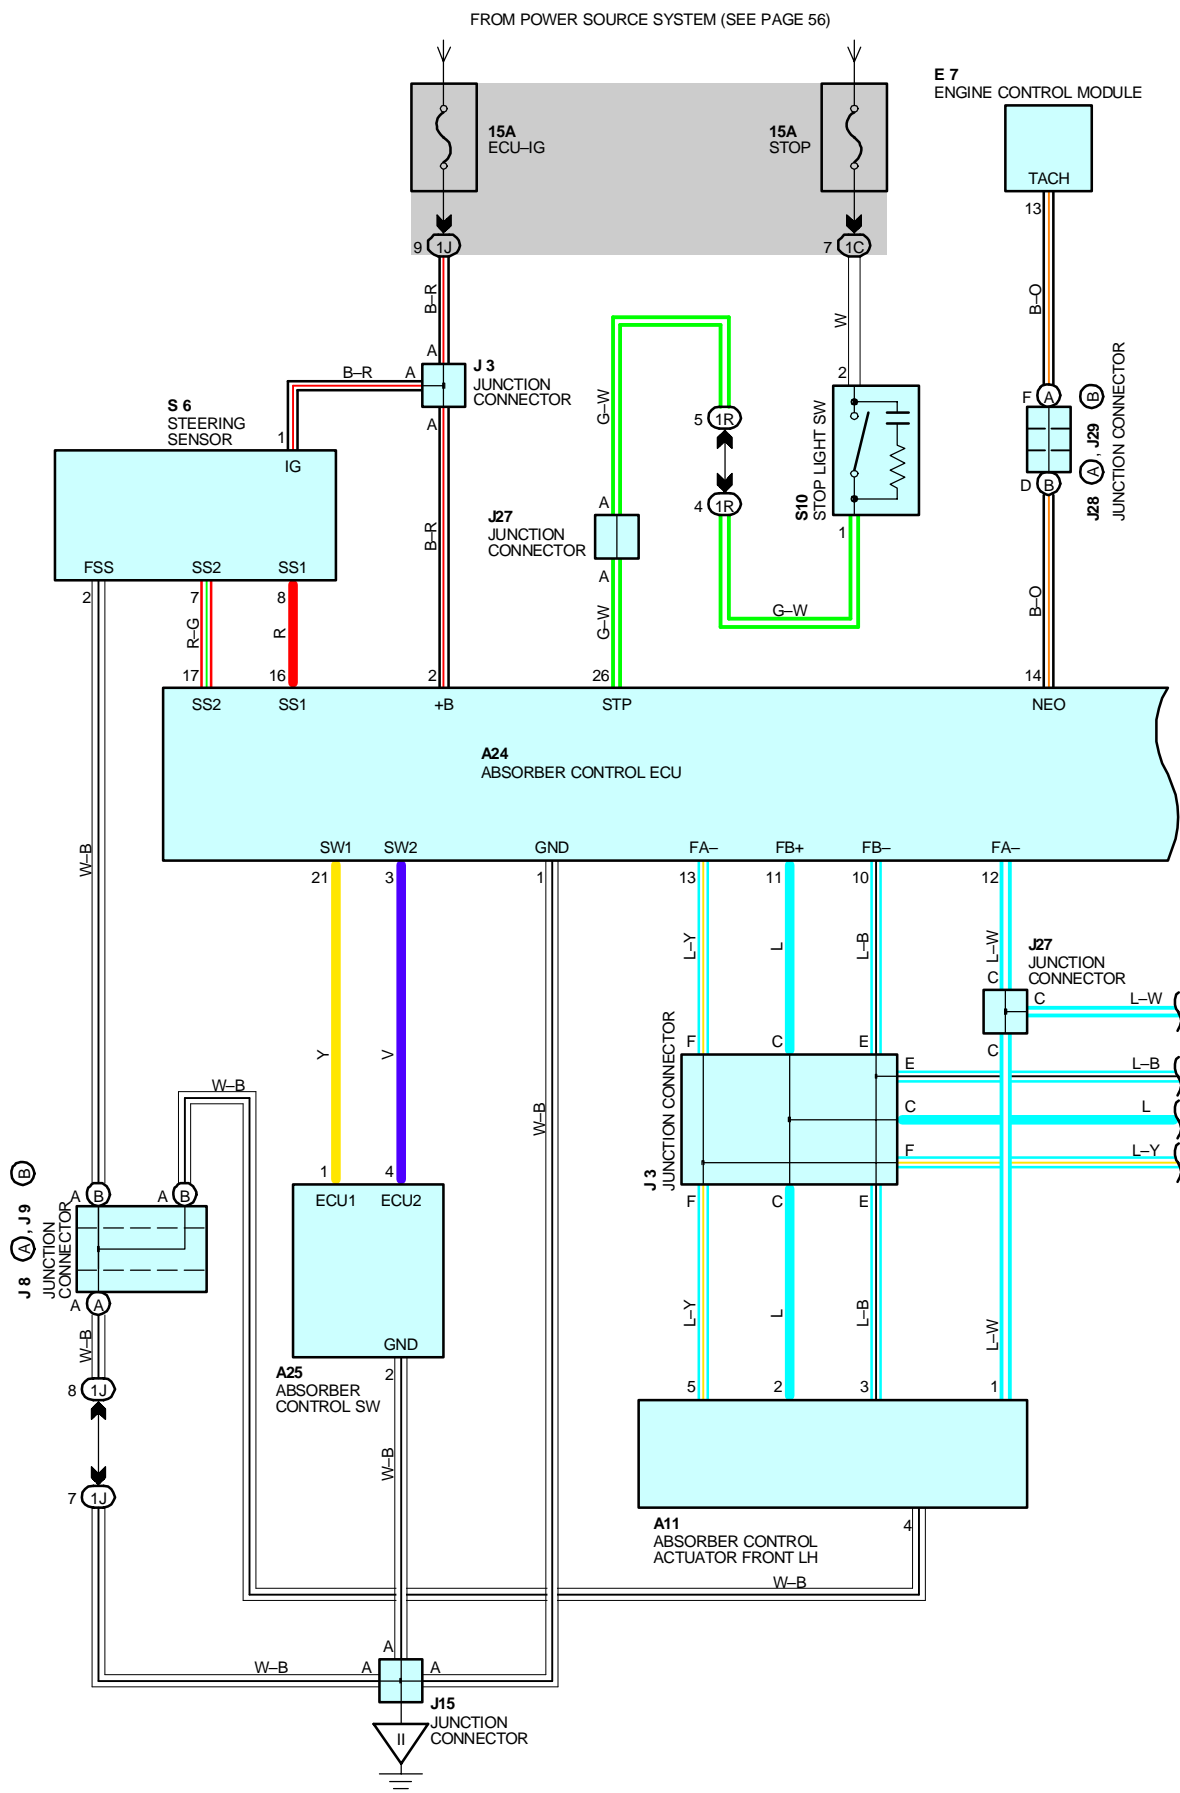 FROM POWER SOURCE SYSTEM (SEE PAGE 56)
E 7
ENGINE CONTROL MODULE
15A
ECU–IG
15A
STOP
TACH
13
9 1J
7 1C
B–R
W
B–O
A
J 3
JUNCTION
CONNECTOR
B–R A
A
2
F A
J28 A , J29 B
JUNCTION CONNECTOR
D B
S 6
STEERING
SENSOR
1
IG
G–W
5 1R
4 1R
S10
STOP LIGHT SW
1
A
J27
JUNCTION
CONNECTOR
A
B–R
G–W
G–W
B–O
FSS SS2 SS1
2 7 8
R–G
R
17 16 2 26 14
SS2 SS1 +B STP NEO
A24
ABSORBER CONTROL ECU
W–B
SW1 SW2 GND FA– FB+ FB– FA–
21 3 1 13 11 10 12
L–Y
L
L–B
L–W
J27
JUNCTION
CONNECTOR
C
C L–W
C
Y
V
W–B
F C E
J 3
JUNCTION CONNECTOR
E L–B
C L
F L–Y
F C E
W–B
1 4
ECU1 ECU2
A B A B
J 8 A , J 9 B
JUNCTION
CONNECTOR
A A
W–B
GND
2
A25
ABSORBER
CONTROL SW
8 1J
7 1J
L–Y
L
L–B
L–W
5 2 3 1
W–B
A11
ABSORBER CONTROL
ACTUATOR FRONT LH
4
W–B
A
W–B A A
J15
JUNCTION
CONNECTOR
II